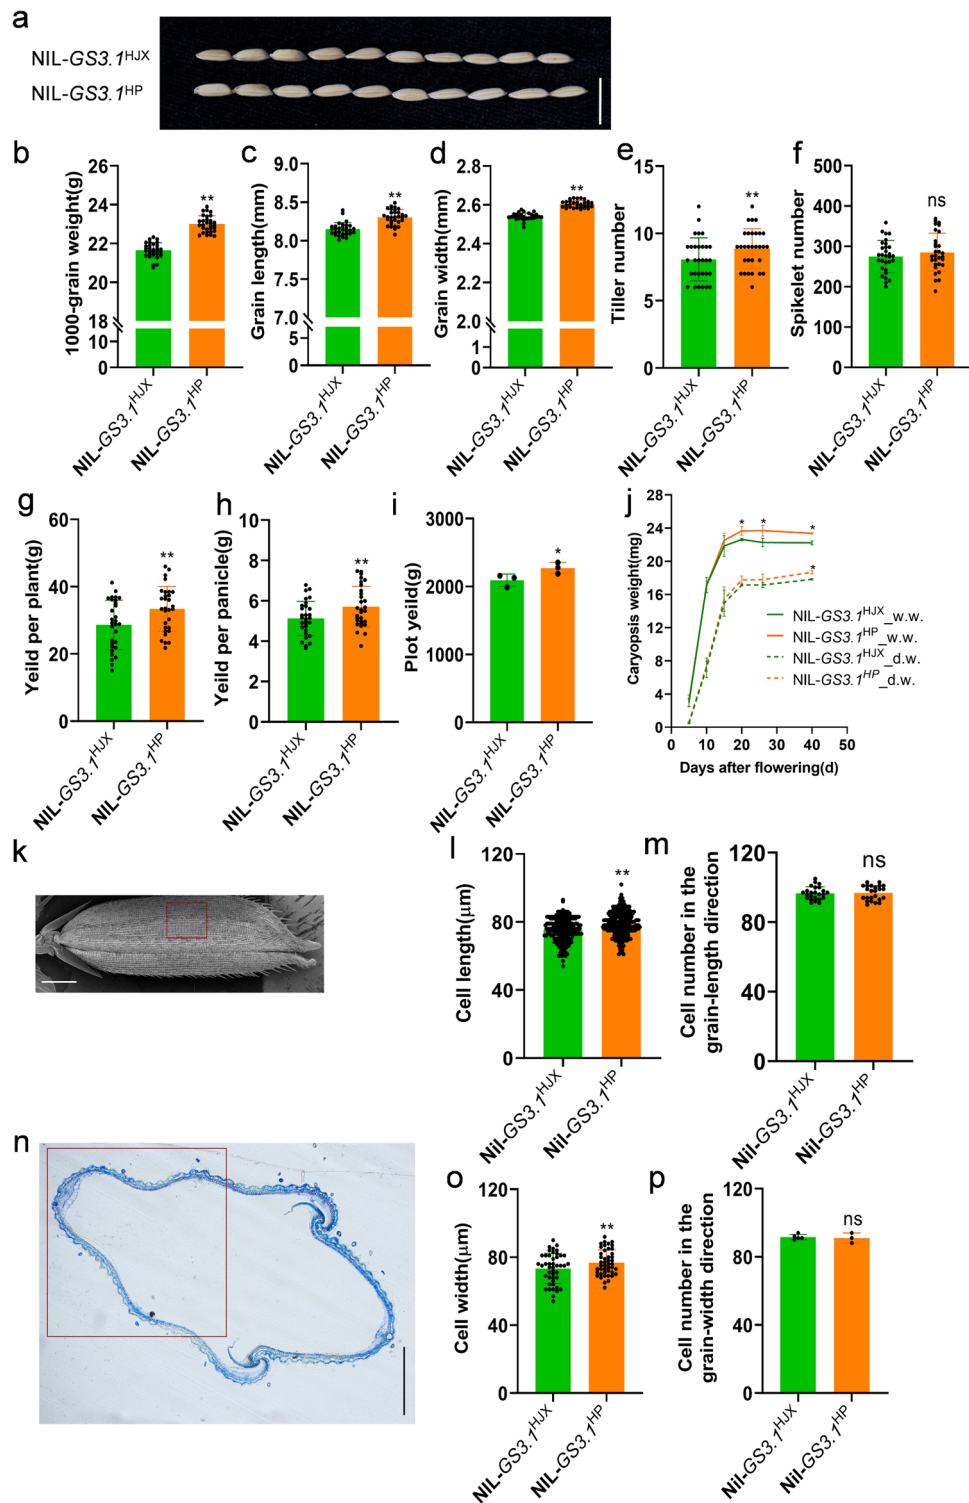 a
NIL-GS3.1HJX
NIL-GS3.1HP
b
1000-grain weight(g)
26
24
22
20
18
10
0
**
NIL-GS3.1HJX
NIL-GS3.1HP
c
Grain length(mm)
9.0
8.5
8.0
7.5
7.0
5
0
**
NIL-GS3.1HJX
NIL-GS3.1HP
d
Grain width(mm)
2.8
2.6
2.4
2.2
2.0
1
0
**
NIL-GS3.1HJX
NIL-GS3.1HP
e
Tiller number
15
10
5
0
**
NIL-GS3.1HJX
NIL-GS3.1HP
f
Spikelet number
500
400
300
200
100
0
ns
NIL-GS3.1HJX
NIL-GS3.1HP
g
Yeild per plant(g)
60
40
20
0
**
NIL-GS3.1HJX
NIL-GS3.1HP
h
Yeild per panicle(g)
10
8
6
4
2
0
**
NIL-GS3.1HJX
NIL-GS3.1HP
i
Plot yeild(g)
3000
2000
1000
0
*
NIL-GS3.1HJX
NIL-GS3.1HP
j
Caryopsis weight(mg)
28
24
20
16
12
8
4
0
* * *
*
NIL-GS3.1HJX_w.w.
NIL-GS3.1HP_w.w.
NIL-GS3.1HJX_d.w.
NIL-GS3.1HP_d.w.
0 10 20 30 40 50
Days after flowering(d)
k
l
Cell length(μm)
120
80
40
0
**
Nil-GS3.1HJX
Nil-GS3.1HP
m
Cell number in the
grain-length direction
120
90
60
30
0
ns
Nil-GS3.1HJX
Nil-GS3.1HP
n
o
Cell width(μm)
120
80
40
0
**
NIL-GS3.1HJX
NIL-GS3.1HP
p
Cell number in the
grain-width direction
120
80
40
0
ns
Nil-GS3.1HJX
Nil-GS3.1HP